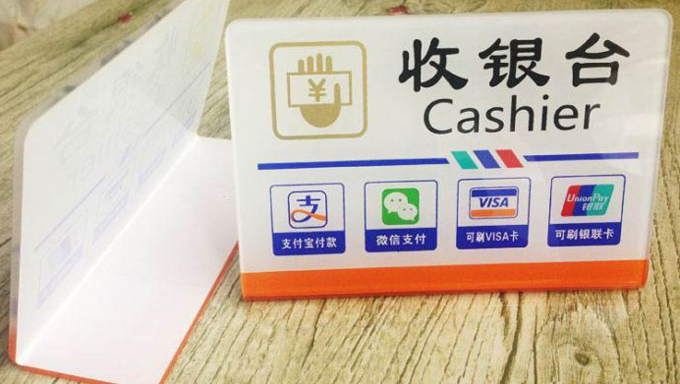 收银台
Cashier
¥
支
支付宝付款
微信支付
VISA
可刷VISA卡
UnionPay
银联
可刷银联卡